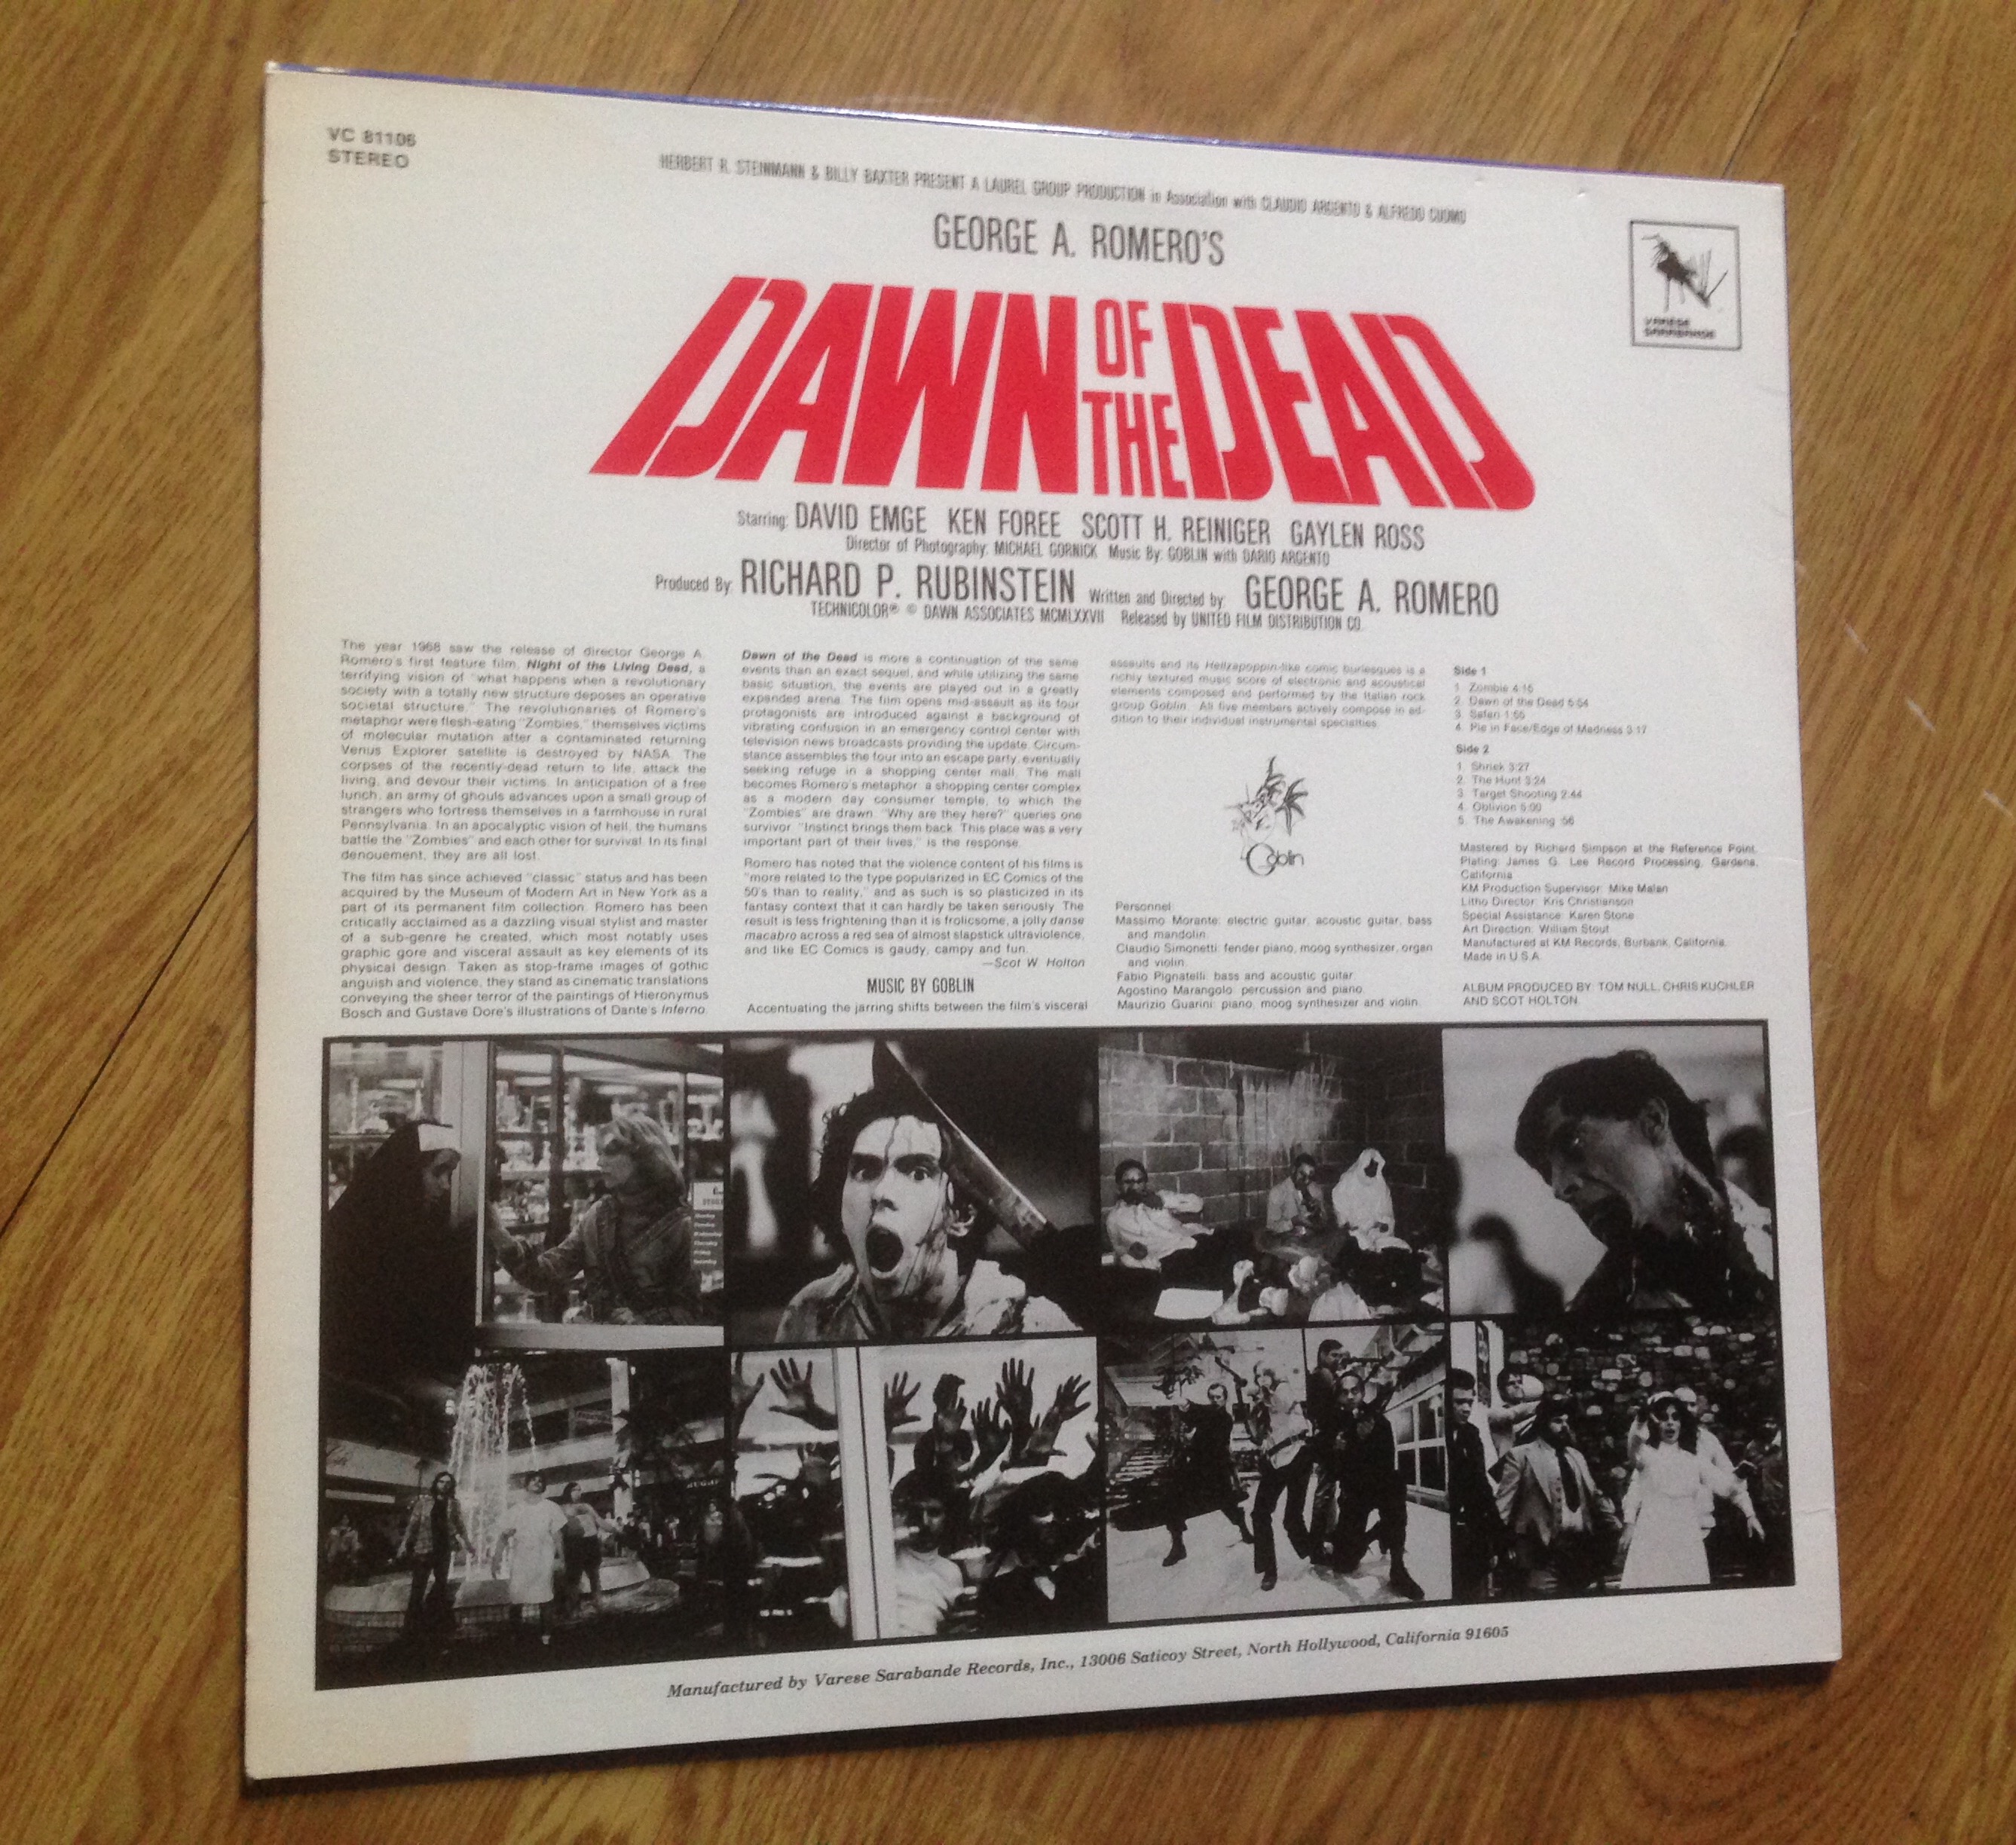 VC 81106
STEREO
HERBERT R. STEINMANN & BILLY BAXTER PRESENT A LAUREL GROUP PRODUCTION in Association with CLAUDIO ARGENTO & ALFREDO CUOMO
GEORGE A. ROMERO'S
DAWN OF THE DEAD
VARESE
SARABANDE
Starring: DAVID EMGE KEN FOREE SCOTT H. REINIGER GAYLEN ROSS
Director of Photography: MICHAEL GORNICK Music By: GOBLIN with DARIO ARGENTO
Produced By: RICHARD P. RUBINSTEIN Written and Directed by: GEORGE A. ROMERO
TECHNICOLOR® © DAWN ASSOCIATES MCMLXXVII Released by UNITED FILM DISTRIBUTION CO.
The year 1968 saw the release of director George A.
Romero's first feature film, Night of the Living Dead, a
terrifying vision of "what happens when a revolutionary
society with a totally new structure deposes an operative
societal structure." The revolutionaries of Romero's
metaphor were flesh-eating "Zombies," themselves victims
of molecular mutation after a contaminated returning
Venus Explorer satellite is destroyed by NASA. The
corpses of the recently-dead return to life, attack the
living, and devour their victims. In anticipation of a free
lunch, an army of ghouls advances upon a small group of
strangers who fortress themselves in a farmhouse in rural
Pennsylvania. In an apocalyptic vision of hell, the humans
battle the "Zombies" and each other for survival. In its final
denouement, they are all lost.
The film has since achieved "classic" status and has been
acquired by the Museum of Modern Art in New York as a
part of its permanent film collection. Romero has been
critically acclaimed as a dazzling visual stylist and master
of a sub-genre he created, which most notably uses
graphic gore and visceral assault as key elements of its
physical design. Taken as stop-frame images of gothic
anguish and violence, they stand as cinematic translations
conveying the sheer terror of the paintings of Hieronymus
Bosch and Gustave Dore's illustrations of Dante's Inferno.
Dawn of the Dead is more a continuation of the same
events than an exact sequel, and while utilizing the same
basic situation, the events are played out in a greatly
expanded arena. The film opens mid-assault as its four
protagonists are introduced against a background of
vibrating confusion in an emergency control center with
television news broadcasts providing the update. Circum-
stance assembles the four into an escape party, eventually
seeking refuge in a shopping center mall. The mall
becomes Romero's metaphor: a shopping center complex
as a modern day consumer temple, to which the
"Zombies" are drawn. "Why are they here?" queries one
survivor. "Instinct brings them back. This place was a very
important part of their lives," is the response.
Romero has noted that the violence content of his films is
"more related to the type popularized in EC Comics of the
50's than to reality," and as such is so plasticized in its
fantasy context that it can hardly be taken seriously. The
result is less frightening than it is frolicsome, a jolly danse
macabro across a red sea of almost slapstick ultraviolence,
and like EC Comics is gaudy, campy and fun.
—Scot W. Holton
MUSIC BY GOBLIN
Accentuating the jarring shifts between the film's visceral
assaults and its Hellzapoppin-like comic burlesques is a
richly textured music score of electronic and acoustical
elements composed and performed by the Italian rock
group Goblin. All five members actively compose in ad-
dition to their individual instrumental specialties.
Goblin
Personnel:
Massimo Morante: electric guitar, acoustic guitar, bass
and mandolin.
Claudio Simonetti: fender piano, moog synthesizer, organ
and violin.
Fabio Pignatelli: bass and acoustic guitar.
Agostino Marangolo: percussion and piano.
Maurizio Guarini: piano, moog synthesizer and violin.
Side 1
1. Zombie 4:15
2. Dawn of the Dead 5:54
3. Safari 1:55
4. Pie in Face/Edge of Madness 3:17
Side 2
1. Shriek 3:27
2. The Hunt 3:24
3. Target Shooting 2:44
4. Oblivion 5:00
5. The Awakening :56
Mastered by Richard Simpson at the Reference Point.
Plating: James G. Lee Record Processing, Gardena,
California
KM Production Supervisor: Mike Malan
Litho Director: Kris Christianson
Special Assistance: Karen Stone
Art Direction: William Stout
Manufactured at KM Records, Burbank, California.
Made in U.S.A.
ALBUM PRODUCED BY: TOM NULL, CHRIS KUCHLER
AND SCOT HOLTON.
Manufactured by Varese Sarabande Records, Inc., 13006 Saticoy Street, North Hollywood, California 91605